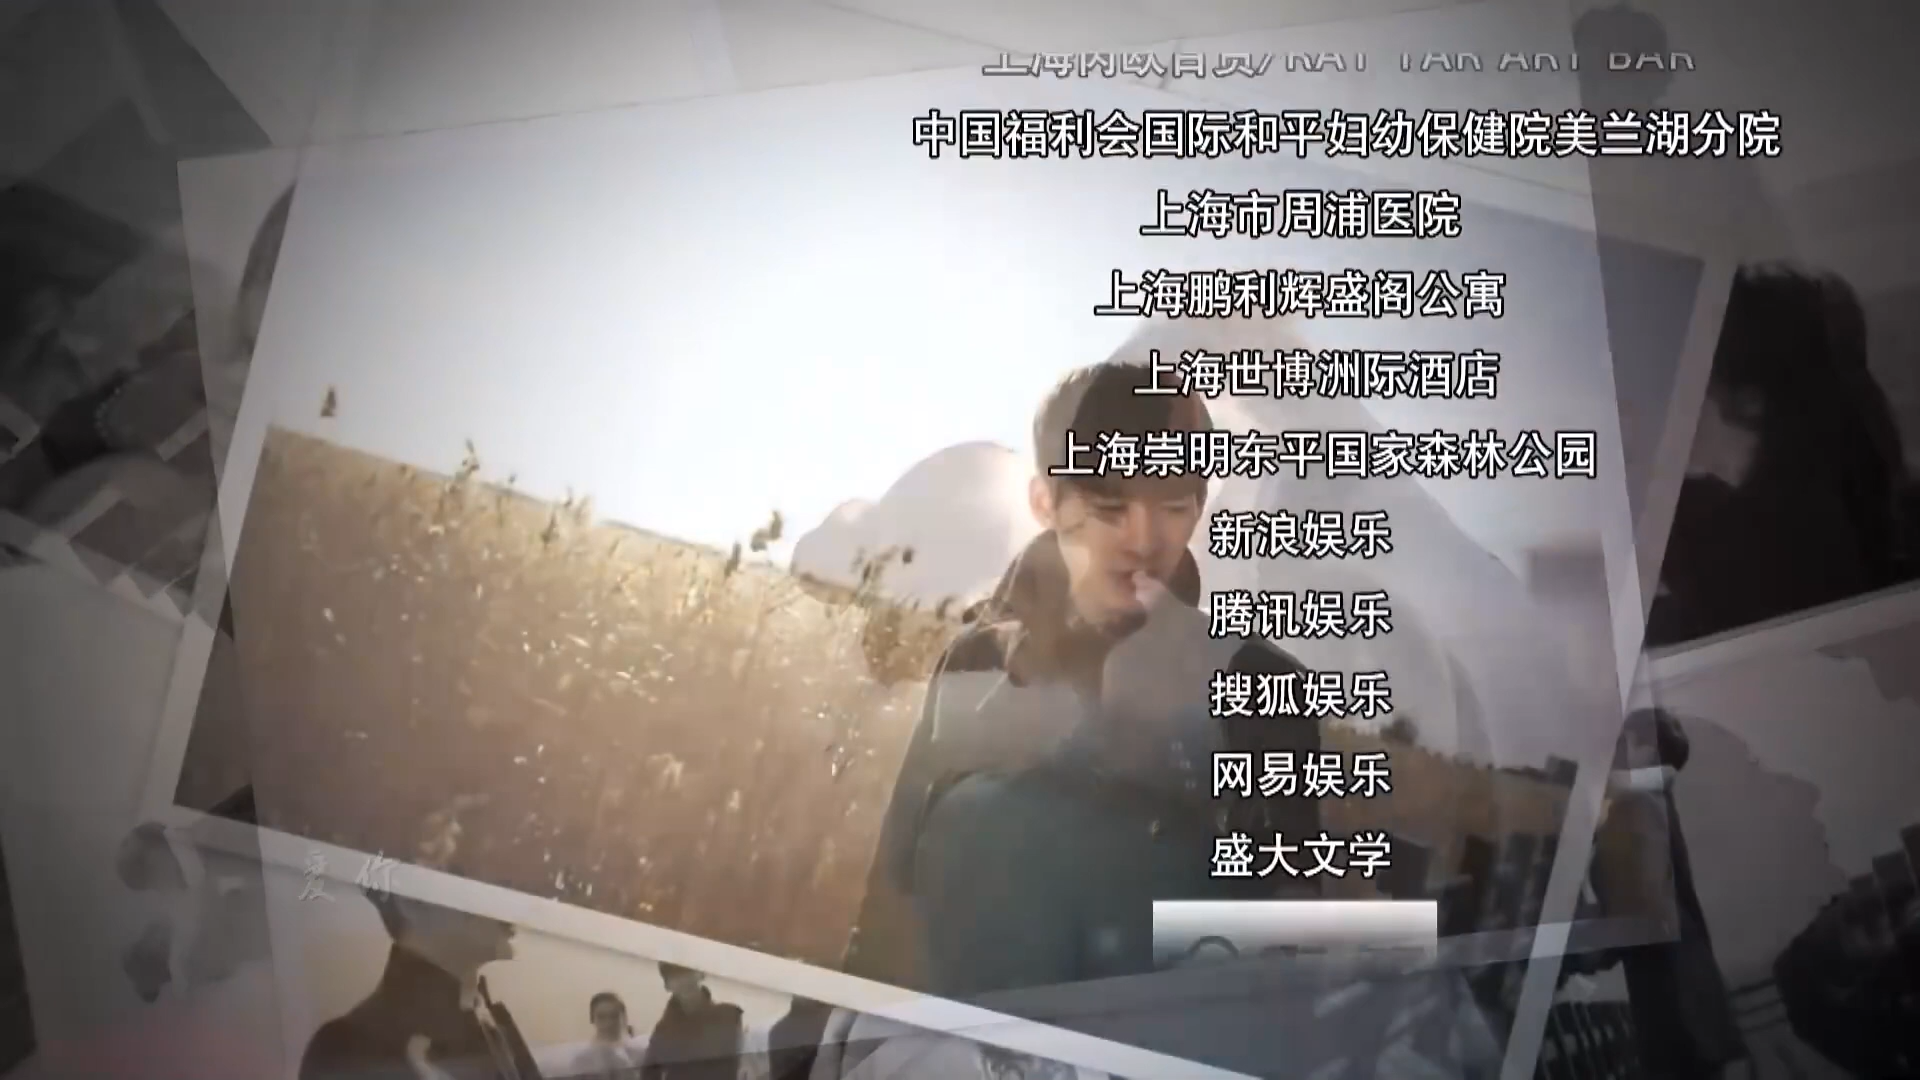 中国福利会国际和平妇幼保健院美兰湖分院
上海市周浦医院
上海鹏利辉盛阁公寓
上海世博洲际酒店
上海崇明东平国家森林公园
新浪娱乐
腾讯娱乐
搜狐娱乐
网易娱乐
盛大文学